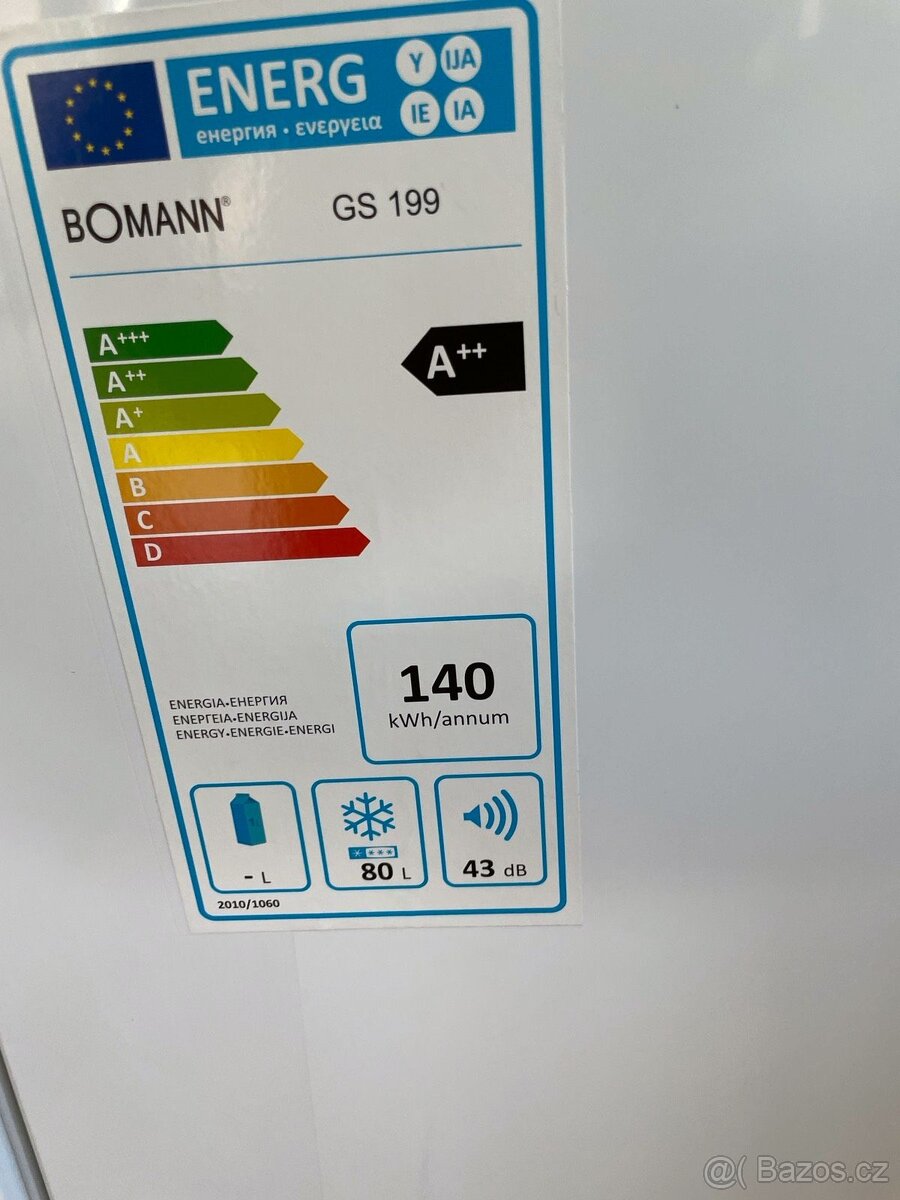 ENERG
Y IJA
IE IA
енергия · ενεργεια
BOMANN®
GS 199
A+++
A++
A+
A
B
C
D
A++
140
kWh/annum
ENERGIA·ЕНЕРГИЯ
ΕΝΕΡΓΕΙΑ·ENERGIJA
ENERGY·ENERGIE·ENERGI
- L
80 L
43 dB
2010/1060
@( Bazos.cz